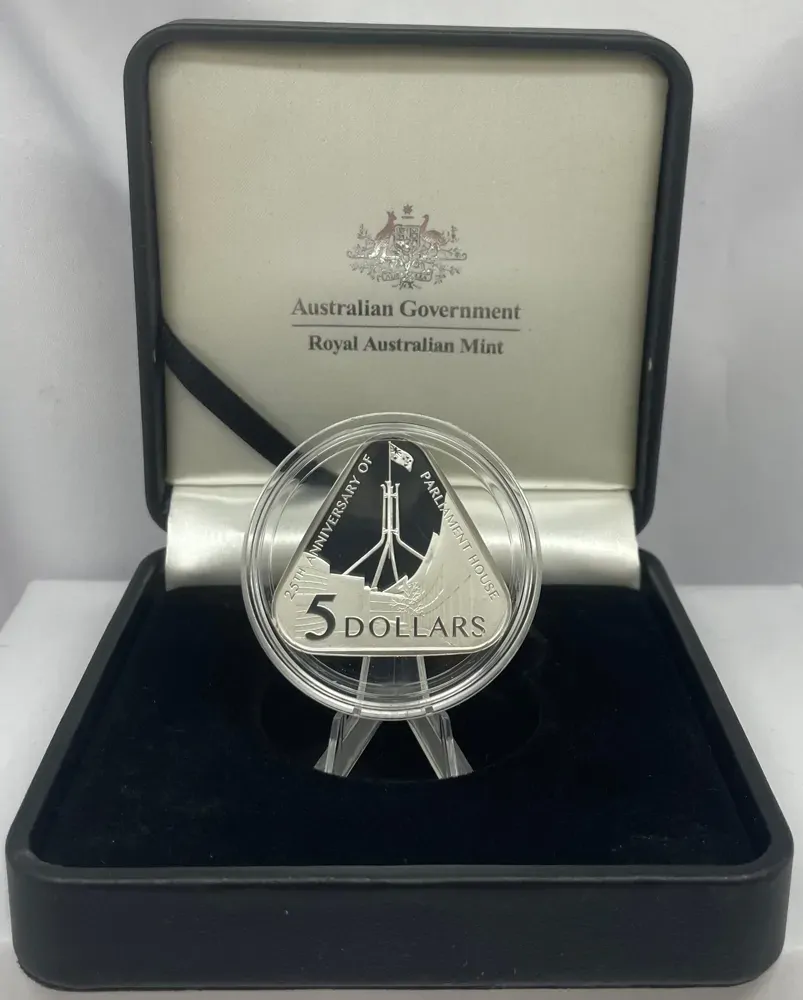 Australian Government
Royal Australian Mint
25TH ANNIVERSARY OF
PARLIAMENT HOUSE
5 DOLLARS